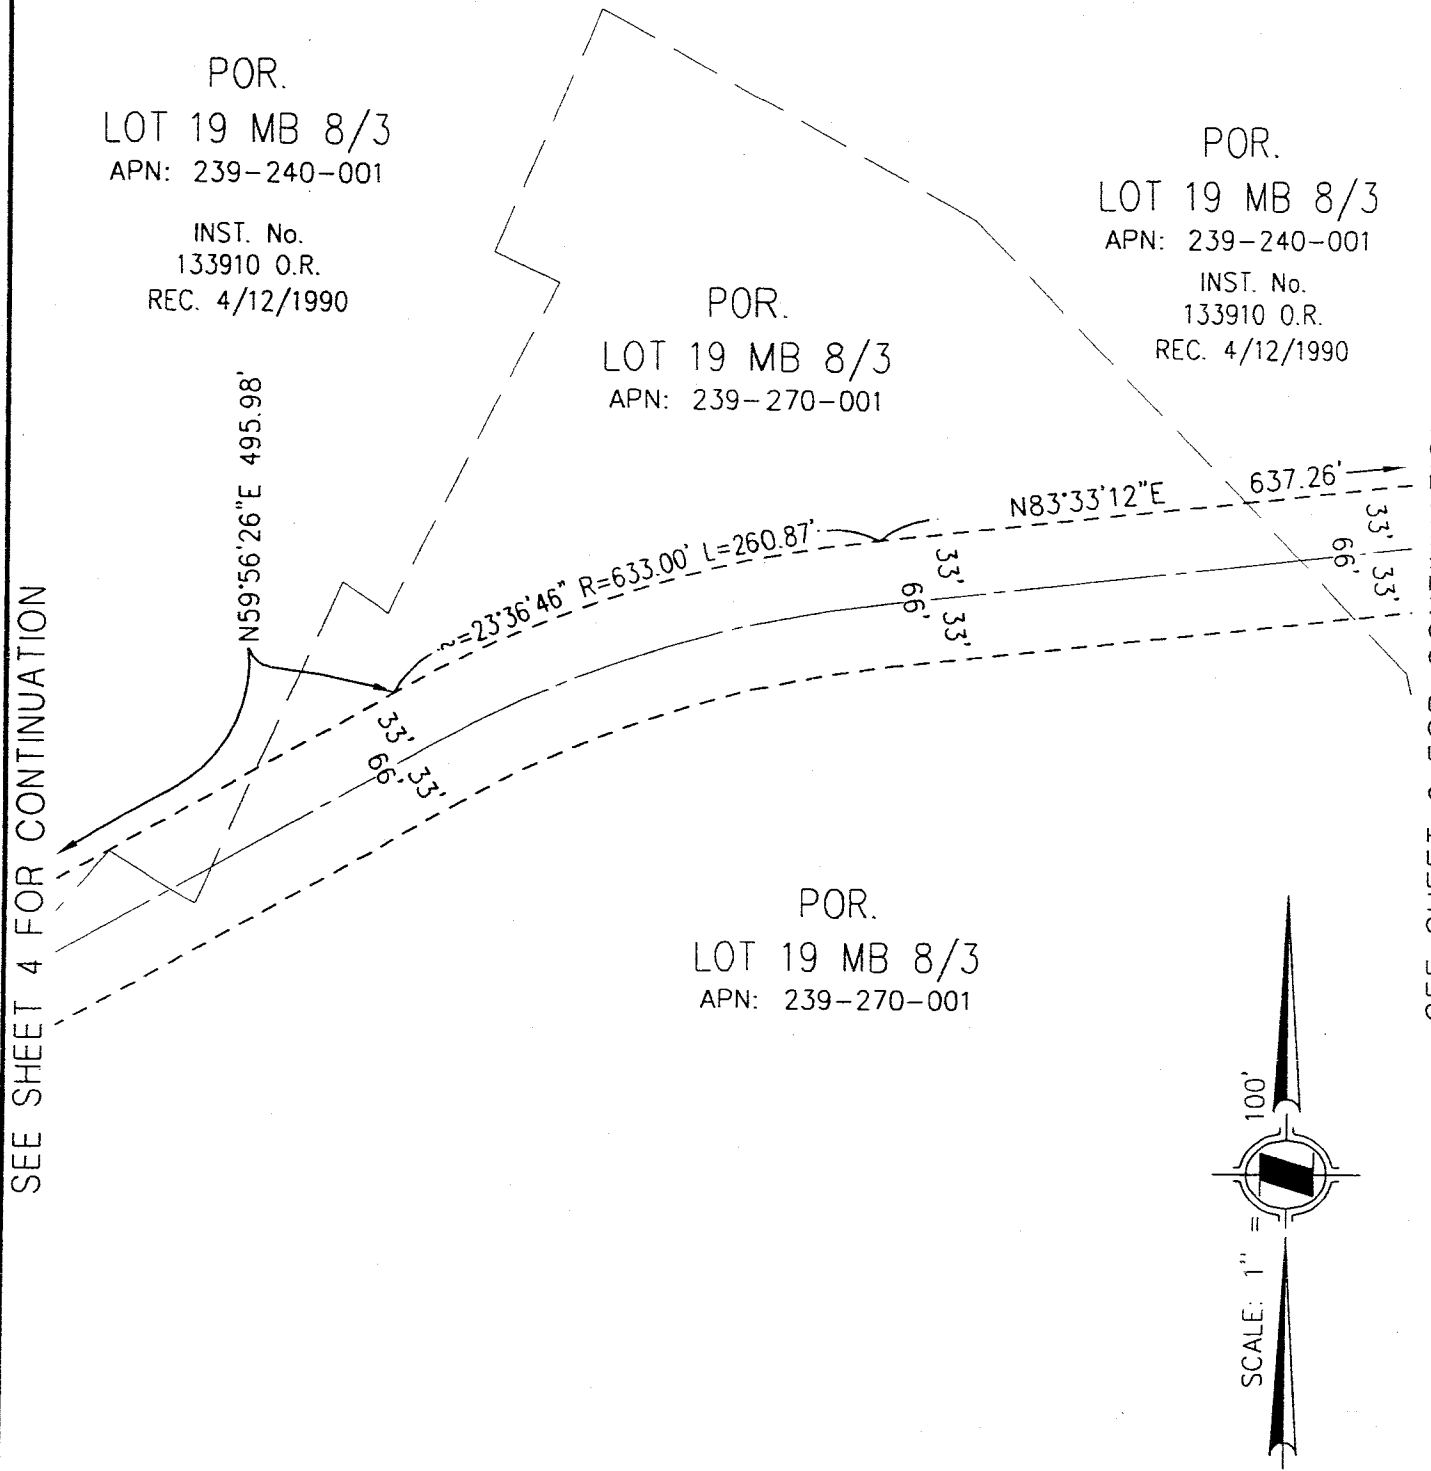 POR.
LOT 19 MB 8/3
APN: 239-240-001
INST. No.
133910 O.R.
REC. 4/12/1990
POR.
LOT 19 MB 8/3
APN: 239-240-001
INST. No.
133910 O.R.
REC. 4/12/1990
POR.
LOT 19 MB 8/3
APN: 239-270-001
N59°56'26"E 495.98'
~=23°36'46" R=633.00' L=260.87'
N83°33'12"E
637.26'
33'
66'
33'
33'
66'
33'
33'
66'
33'
SEE SHEET 4 FOR CONTINUATION
POR.
LOT 19 MB 8/3
APN: 239-270-001
SCALE: 1" = 100'